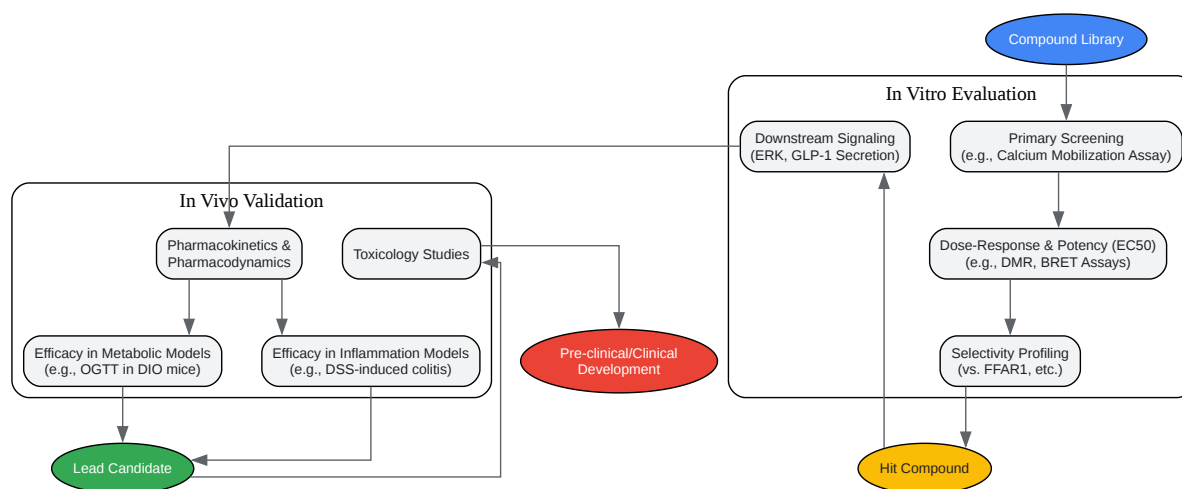 Compound Library
In Vitro Evaluation
Downstream Signaling
(ERK, GLP-1 Secretion)
Primary Screening
(e.g., Calcium Mobilization Assay)
In Vivo Validation
Pharmacokinetics &
Pharmacodynamics
Toxicology Studies
Dose-Response & Potency (EC50)
(e.g., DMR, BRET Assays)
Efficacy in Metabolic Models
(e.g., OGTT in DIO mice)
Efficacy in Inflammation Models
(e.g., DSS-induced colitis)
Pre-clinical/Clinical
Development
Selectivity Profiling
(vs. FFAR1, etc.)
Lead Candidate
Hit Compound